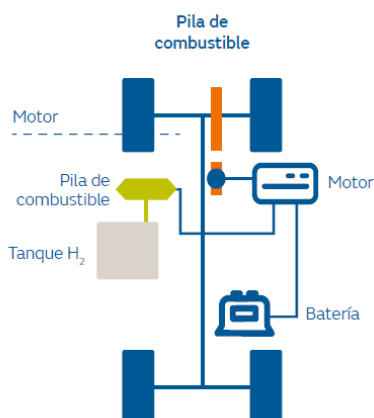 Pila de
combustible
Motor
Pila de
combustible
Motor
Tanque H₂
Batería